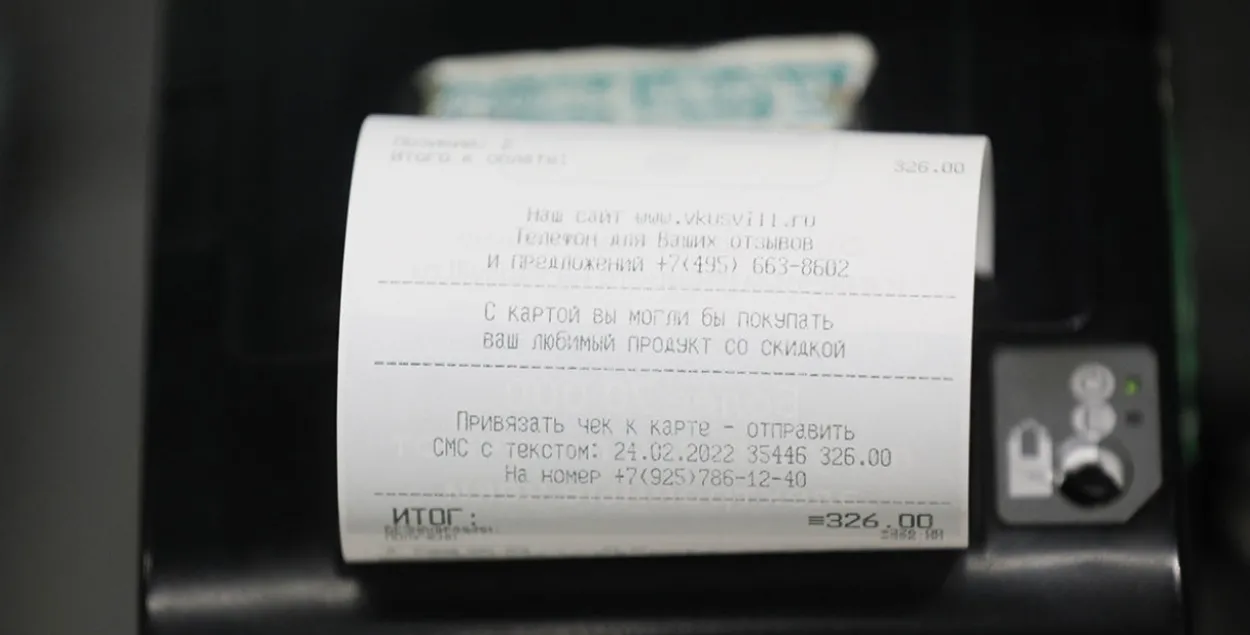 ИТОГО к оплате:
326.00
Наш сайт www.vkusvill.ru
Телефон для Ваших отзывов
и предложений +7(495) 663-8602
С картой вы могли бы покупать
ваш любимый продукт со скидкой
Привязать чек к карте - отправить
СМС с текстом: 24.02.2022 35446 326.00
На номер +7(925)786-12-40
ИТОГ:
=326.00